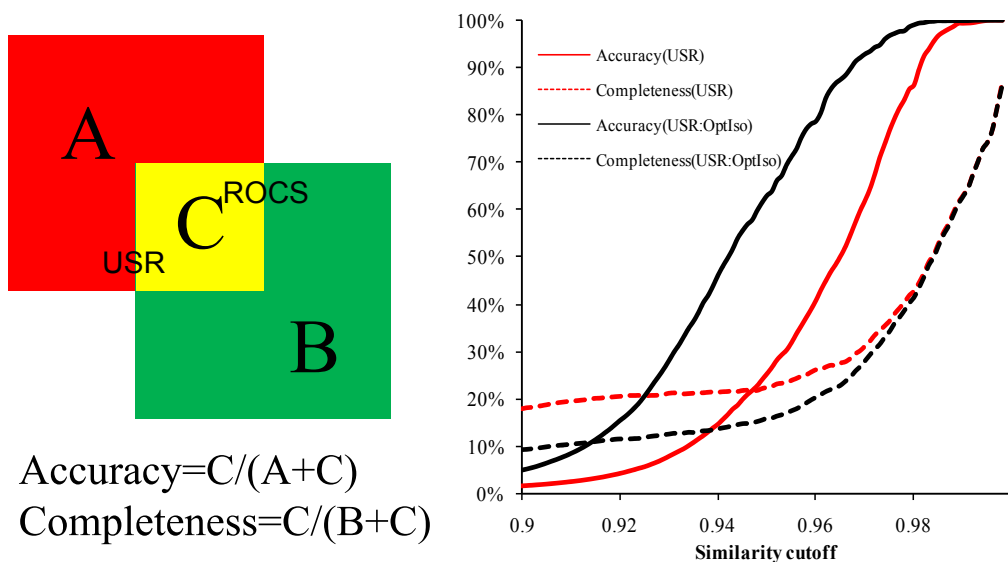 A
ROCS
C
USR
B
Accuracy=C/(A+C)
Completeness=C/(B+C)
100%
90%
80%
70%
60%
50%
40%
30%
20%
10%
0%
Accuracy(USR)
Completeness(USR)
Accuracy(USR:OptIso)
Completeness(USR:OptIso)
0.9 0.92 0.94 0.96 0.98
Similarity cutoff